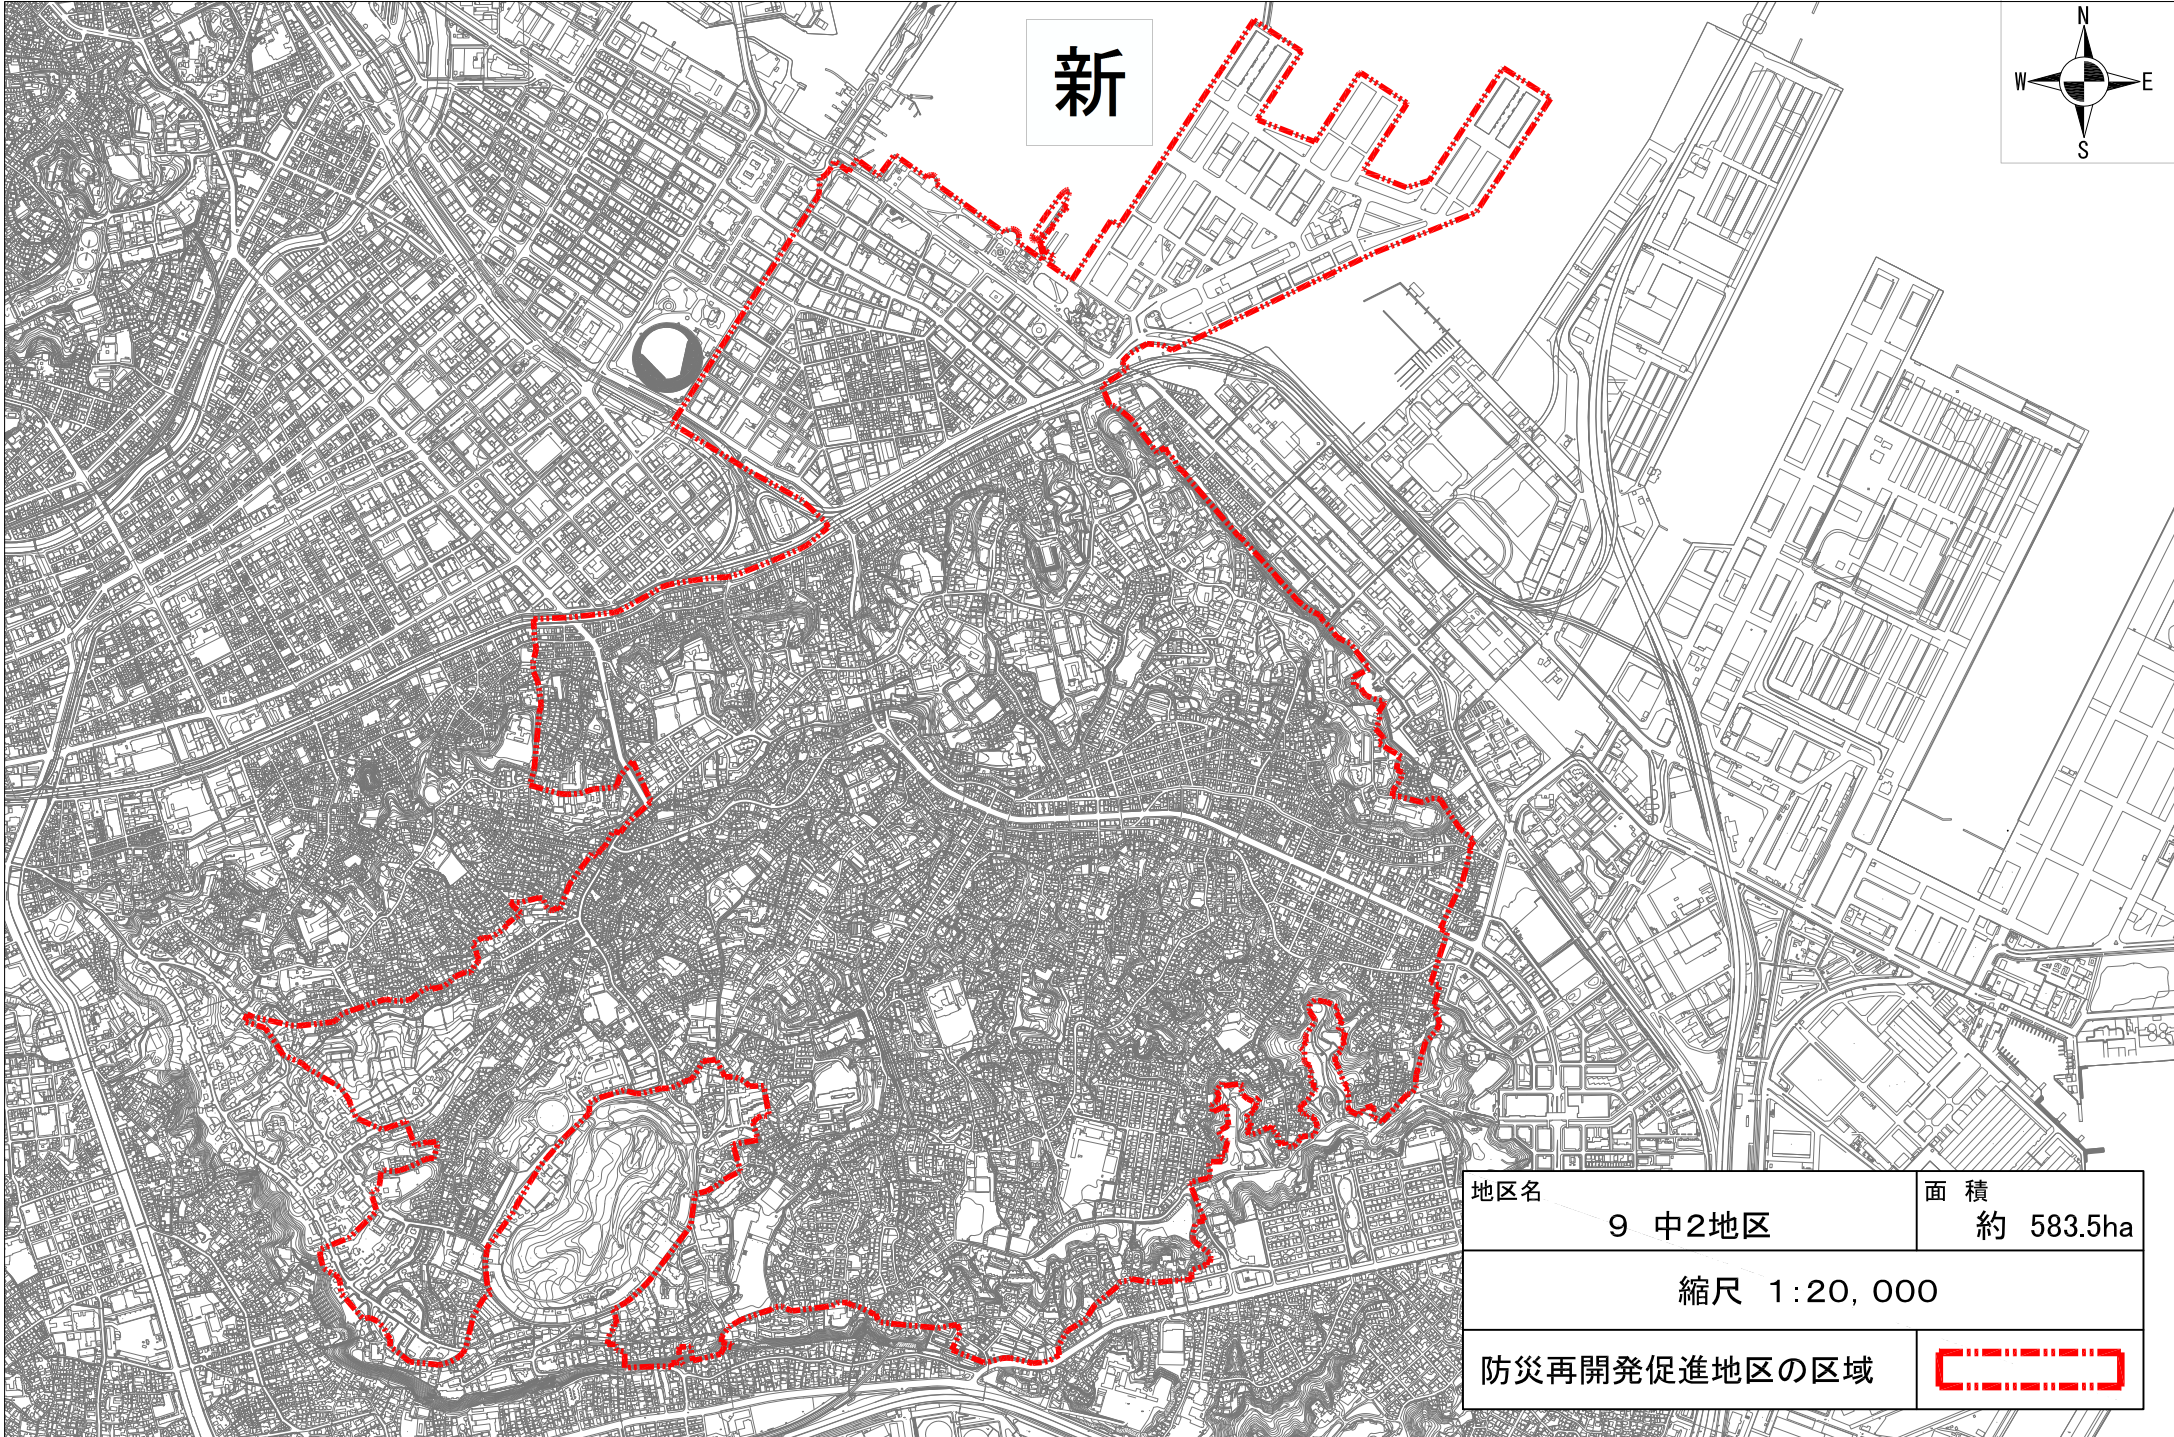 新
N
W E
S
地区名
9 中2地区
面 積
約 583.5ha
縮尺 1:20,000
防災再開発促進地区の区域